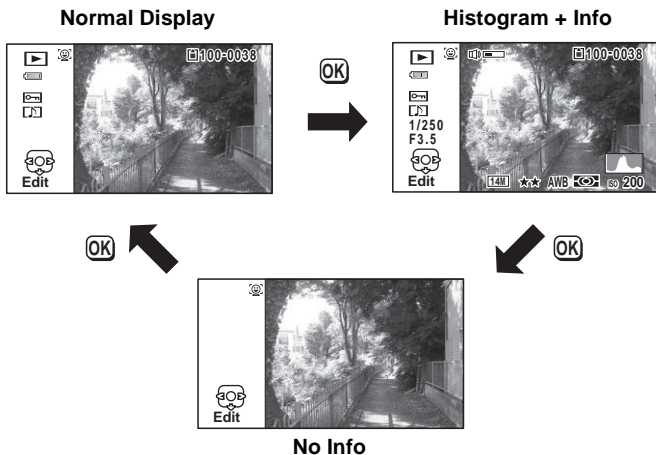 Normal Display
Histogram + Info
100-0038
Edit
OK
100-0038
1/250
F3.5
Edit
14M ★★ AWB ISO 200
OK
OK
Edit
No Info